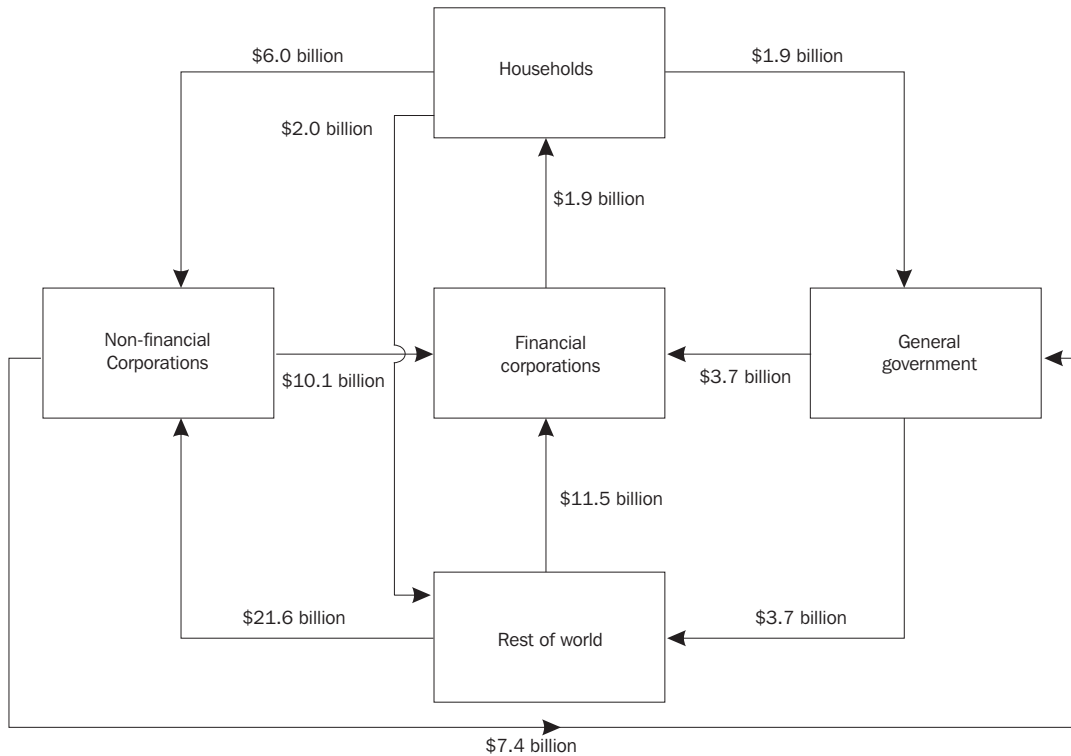 $6.0 billion
Households
$1.9 billion
$2.0 billion
$1.9 billion
Non-financial
Corporations
Financial
corporations
General
government
$10.1 billion
$3.7 billion
$11.5 billion
$21.6 billion
Rest of world
$3.7 billion
$7.4 billion